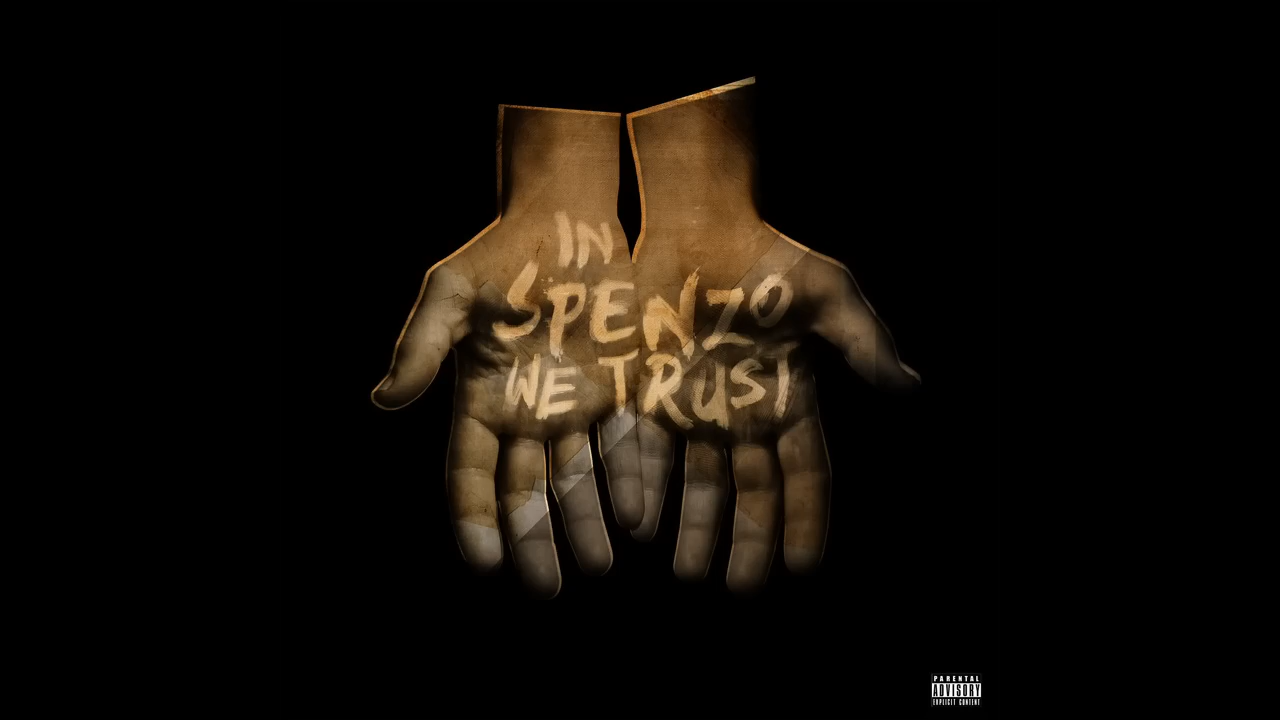 IN
SPENZO
WE TRUST
PARENTAL
ADVISORY
EXPLICIT CONTENT